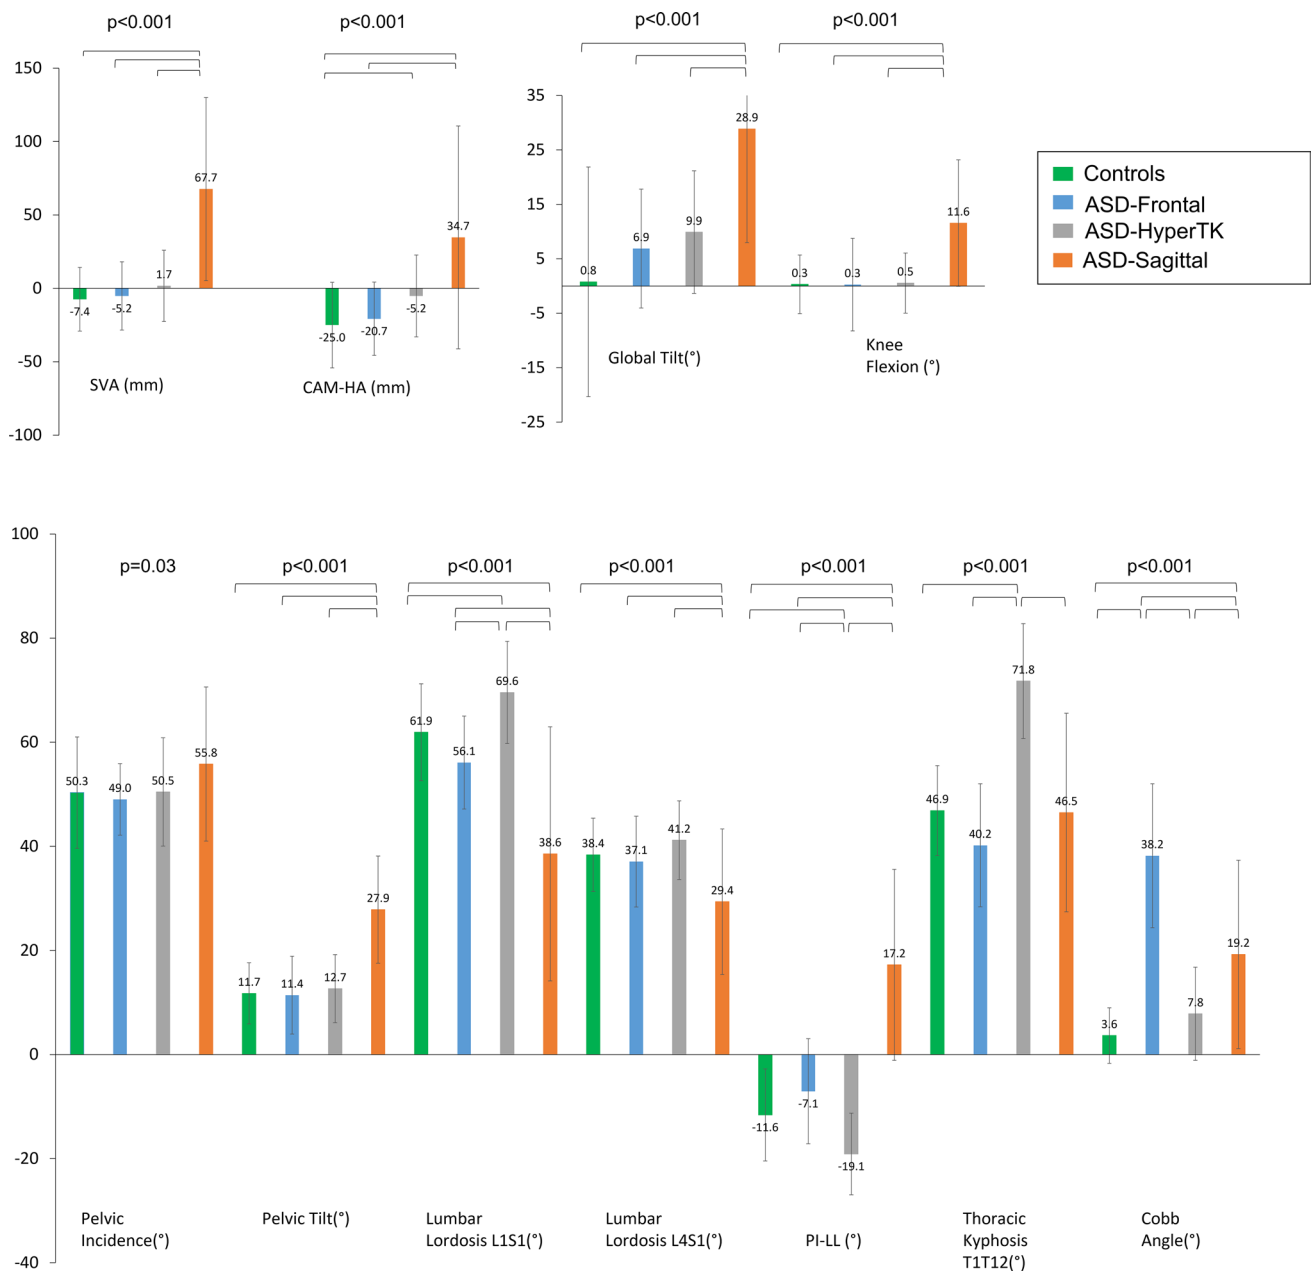 p<0.001
p<0.001
150
100
50
0
-50
-100
-7.4
-5.2
1.7
67.7
-25.0
-20.7
-5.2
34.7
SVA (mm)
CAM-HA (mm)
p<0.001
p<0.001
35
25
15
5
-5
-15
-25
0.8
6.9
9.9
28.9
0.3
0.3
0.5
11.6
Global Tilt(°)
Knee
Flexion (°)
Controls
ASD-Frontal
ASD-HyperTK
ASD-Sagittal
100
80
60
40
20
0
-20
-40
p=0.03
p<0.001
p<0.001
p<0.001
p<0.001
p<0.001
p<0.001
50.3
49.0
50.5
55.8
11.7
11.4
12.7
27.9
61.9
56.1
69.6
38.6
38.4
37.1
41.2
29.4
-11.6
-7.1
-19.1
17.2
46.9
40.2
71.8
46.5
3.6
38.2
7.8
19.2
Pelvic
Incidence(°)
Pelvic Tilt(°)
Lumbar
Lordosis L1S1(°)
Lumbar
Lordosis L4S1(°)
PI-LL (°)
Thoracic
Kyphosis
T1T12(°)
Cobb
Angle(°)